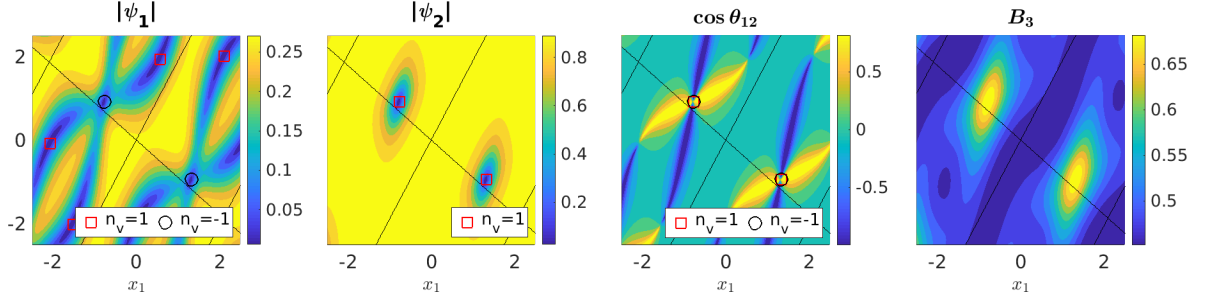 |ψ₁|
2
0
-2
-2 0 2
x₁
n_v=1 n_v=-1
0.25
0.20
0.15
0.10
0.05
|ψ₂|
-2 0 2
x₁
n_v=1
0.8
0.6
0.4
0.2
cos θ₁₂
-2 0 2
x₁
n_v=1 n_v=-1
0.5
0
-0.5
B₃
-2 0 2
x₁
0.65
0.6
0.55
0.5